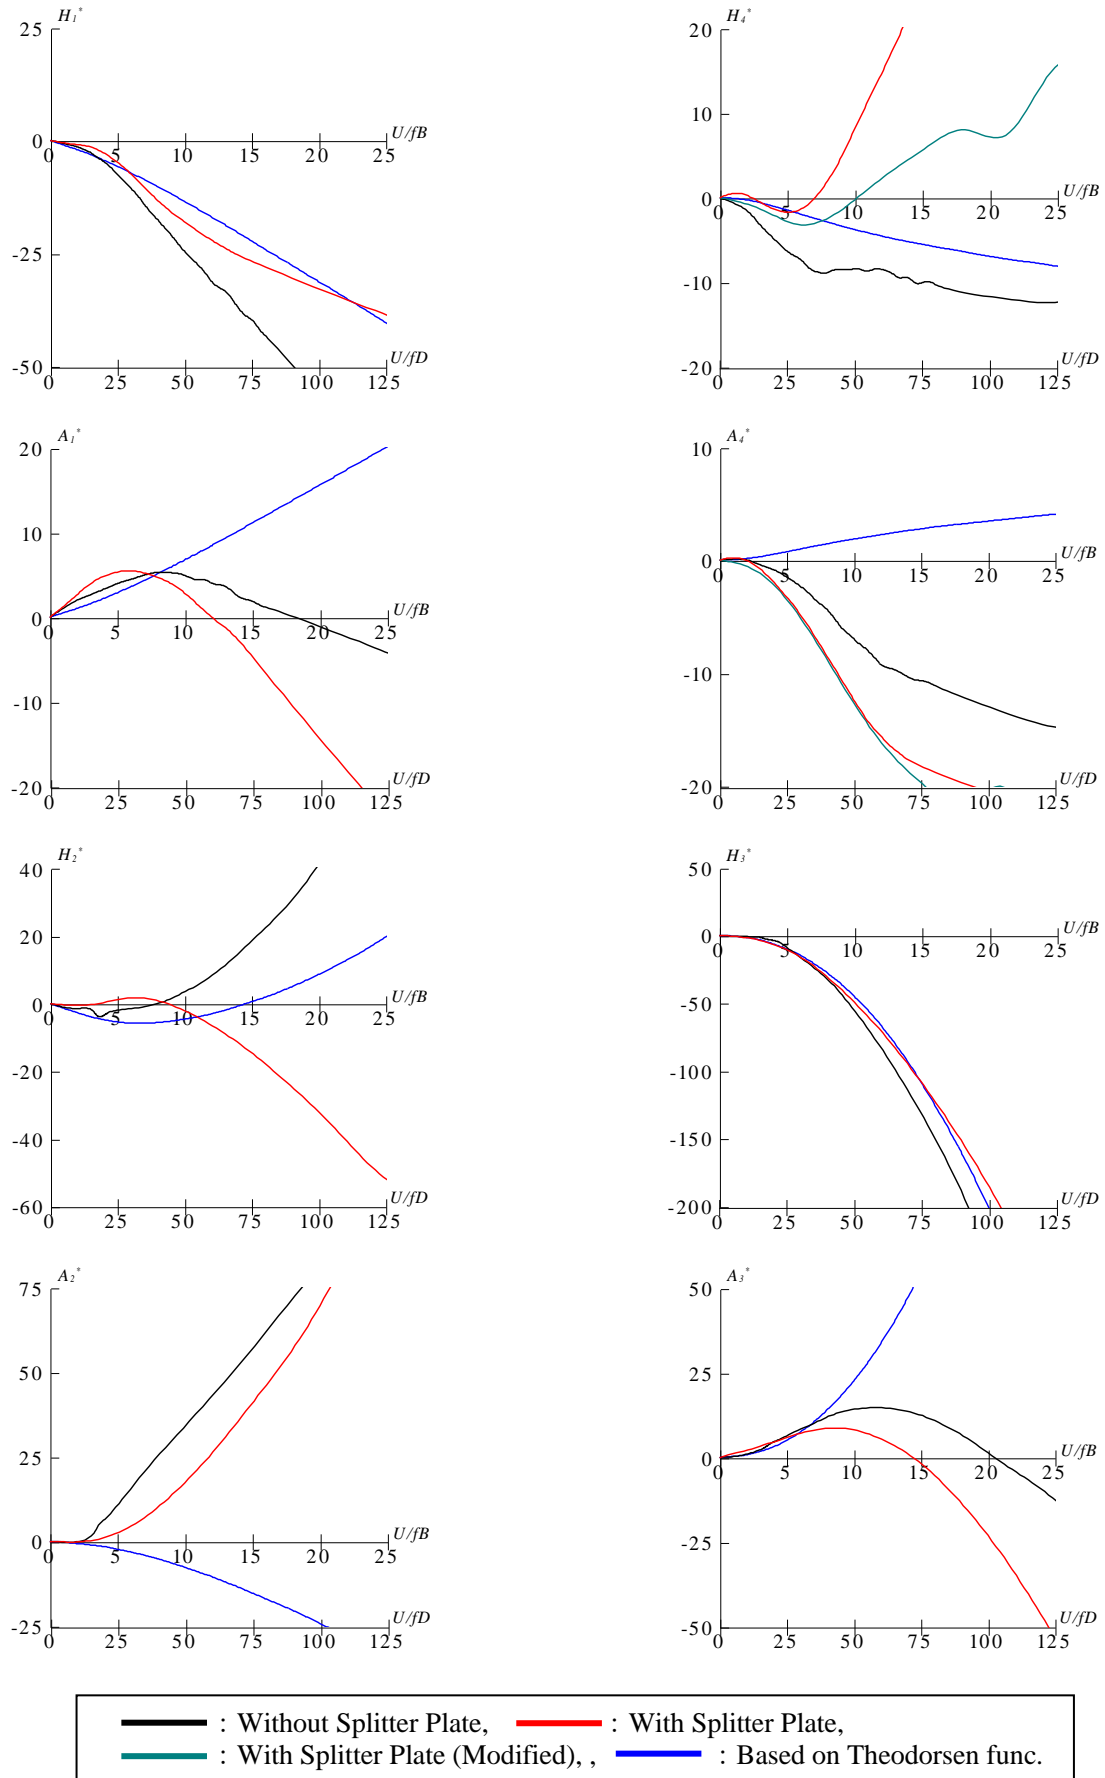 H1* H4*
25 20
10
0 U/fB 0 U/fB
0 5 10 15 20 25 0 5 10 15 20 25
-25 -10
-50 U/fD -20 U/fD
0 25 50 75 100 125 0 25 50 75 100 125
A1* A4*
20 10
10 0 U/fB
0 5 10 15 20 25
0 U/fB
0 5 10 15 20 25
-10 -10
-20 U/fD -20 U/fD
0 25 50 75 100 125 0 25 50 75 100 125
H2* H3*
40 50
20 0 U/fB
0 5 10 15 20 25
0 U/fB -50
0 5 10 15 20 25
-20 -100
-40 -150
-60 U/fD -200 U/fD
0 25 50 75 100 125 0 25 50 75 100 125
A2* A3*
75 50
50 25
25 0 U/fB
0 5 10 15 20 25
0 U/fB -25
0 5 10 15 20 25
-25 U/fD -50 U/fD
0 25 50 75 100 125 0 25 50 75 100 125
: Without Splitter Plate, : With Splitter Plate,
: With Splitter Plate (Modified), , : Based on Theodorsen func.